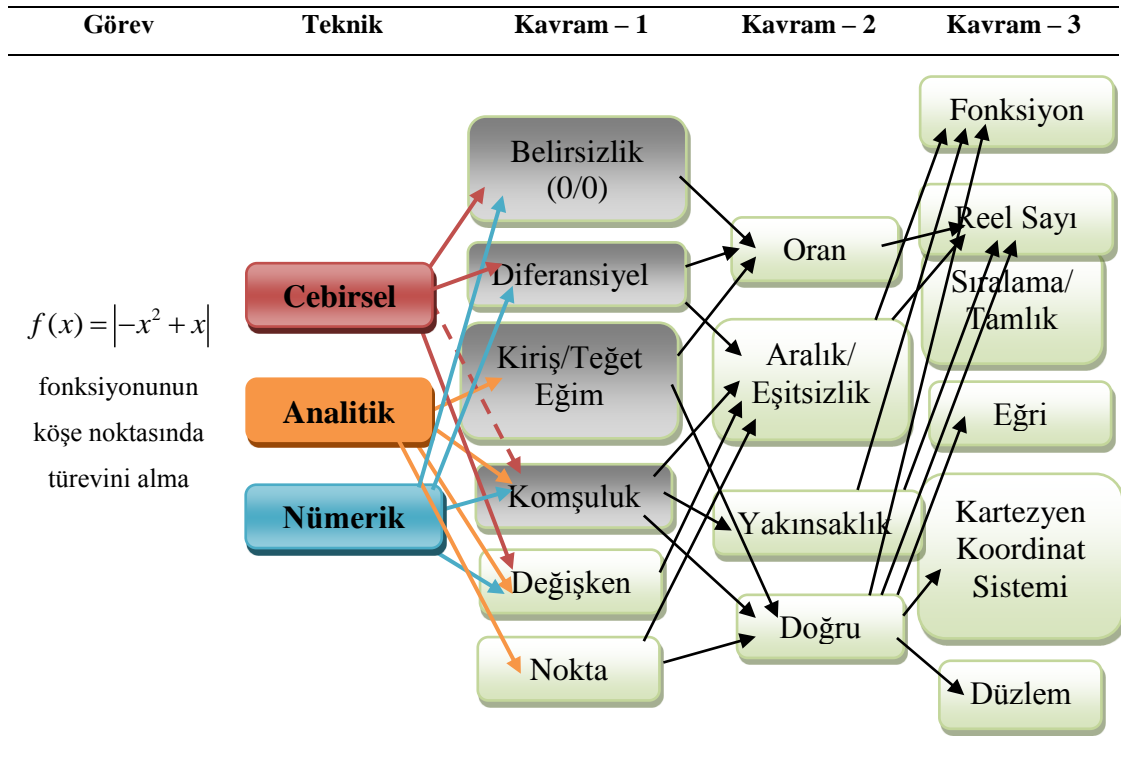 Görev Teknik Kavram – 1 Kavram – 2 Kavram – 3
f(x) = |−x² + x|
fonksiyonunun
köşe noktasında
türevini alma
Cebirsel
Analitik
Nümerik
Belirsizlik
(0/0)
Diferansiyel
Kiriş/Teğet
Eğim
Komşuluk
Değişken
Nokta
Oran
Aralık/
Eşitsizlik
Yakınsaklık
Doğru
Fonksiyon
Reel Sayı
Sıralama/
Tamlık
Eğri
Kartezyen
Koordinat
Sistemi
Düzlem